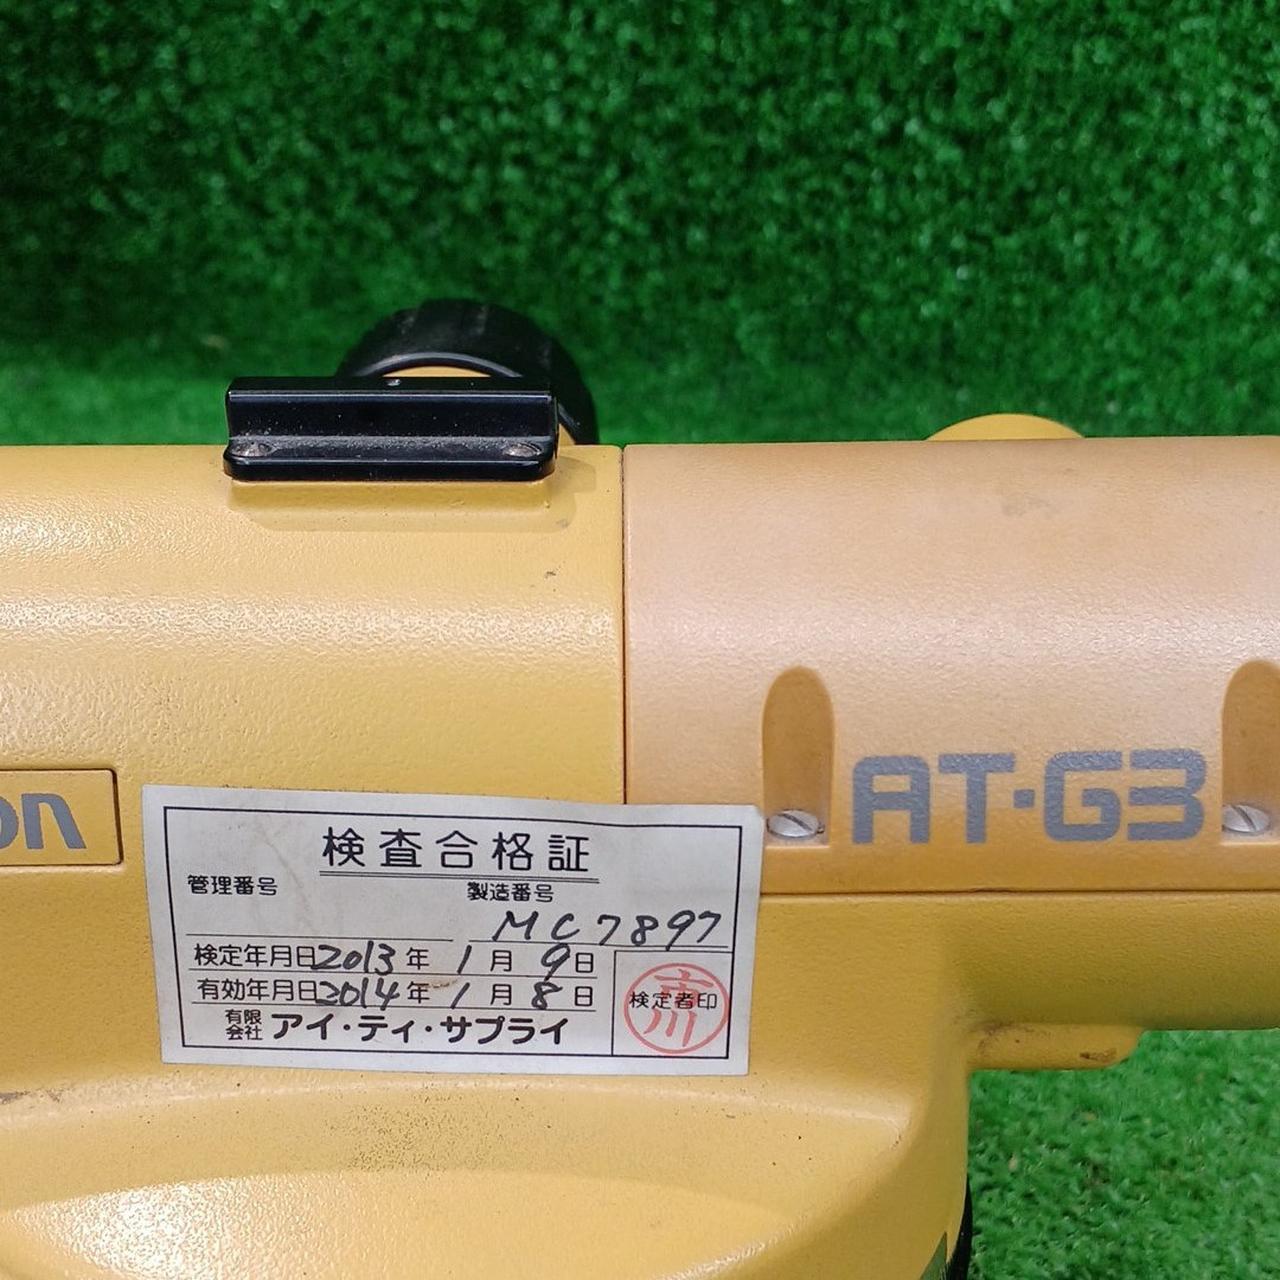 on
AT-G3
検査合格証
管理番号 製造番号
MC7897
検定年月日 2013年 1月 9日
有効年月日 2014年 1月 8日
有限会社 アイ・ティ・サプライ
検定者印
市川